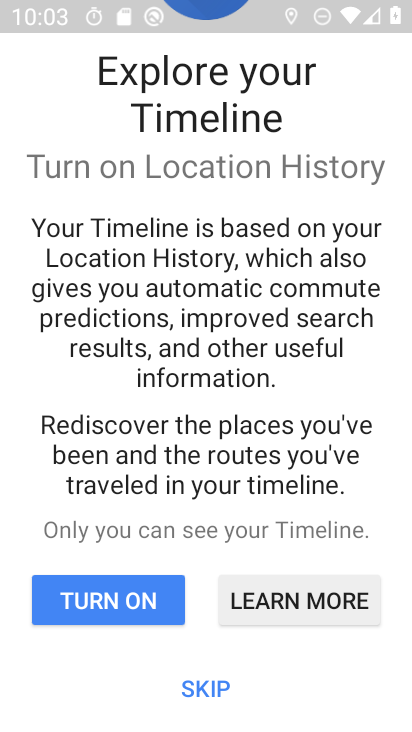 10:03
Explore your
Timeline
Turn on Location History
Your Timeline is based on your
Location History, which also
gives you automatic commute
predictions, improved search
results, and other useful
information.
Rediscover the places you've
been and the routes you've
traveled in your timeline.
Only you can see your Timeline.
TURN ON
LEARN MORE
SKIP